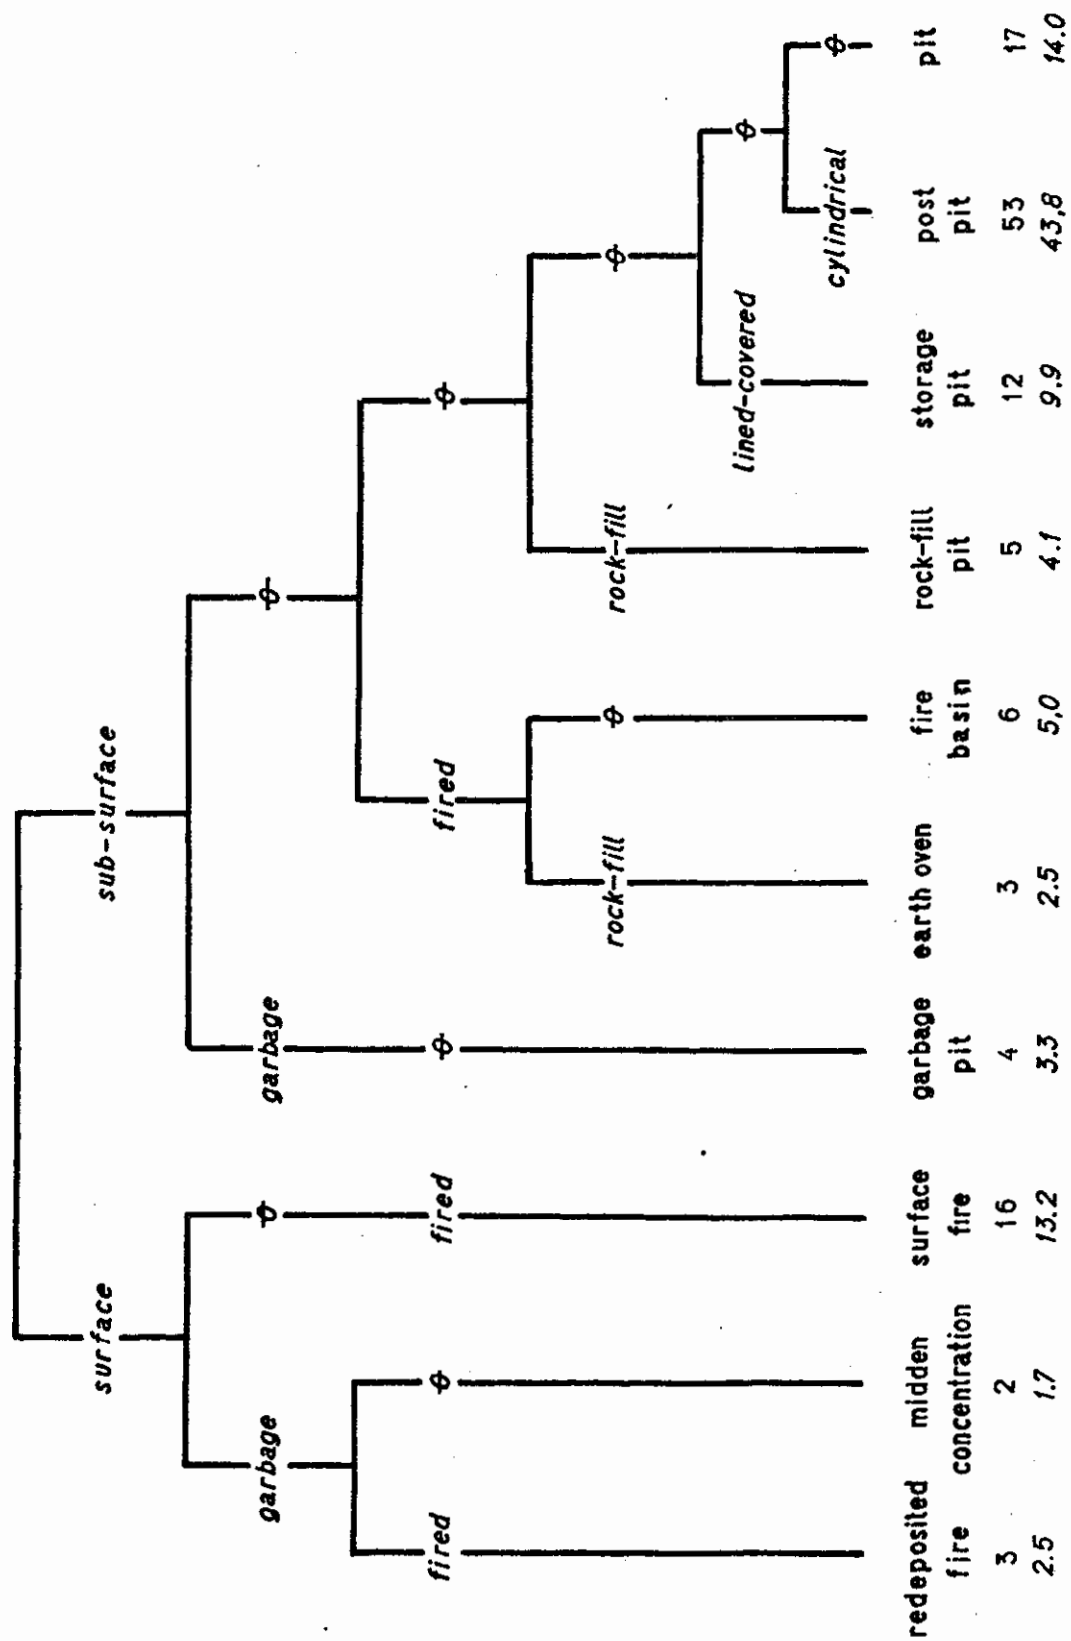 surface
sub-surface
garbage
φ
garbage
φ
fired
φ
fired
φ
fired
φ
rock-fill
φ
rock-fill
φ
lined-covered
φ
cylindrical
φ
redeposited fire
midden concentration
surface fire
garbage pit
earth oven
fire basin
rock-fill pit
storage pit
post pit
pit
3 2 16 4 3 6 5 12 53 17
2.5 1.7 13.2 3.3 2.5 5,0 4.1 9.9 43,8 14.0